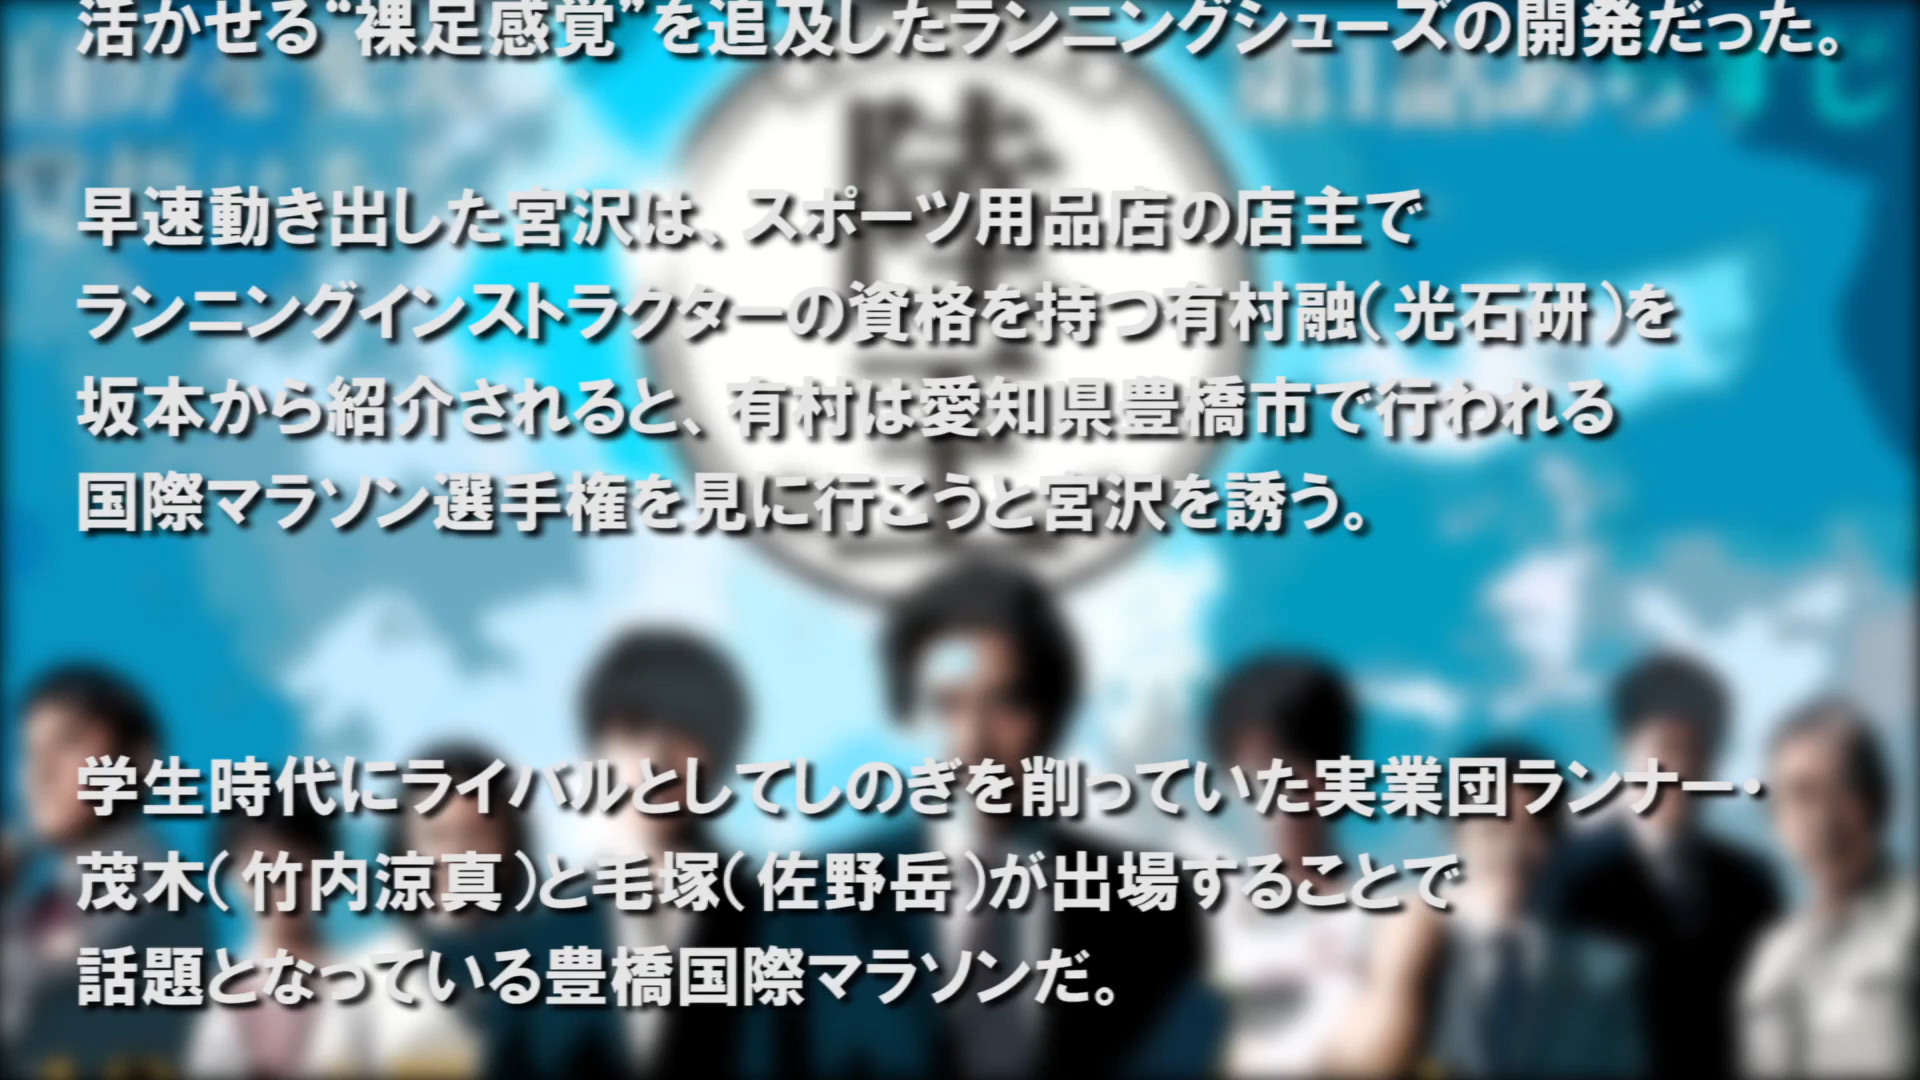 活かせる“裸足感覚”を追及したランニングシューズの開発だった。
早速動き出した宮沢は、スポーツ用品店の店主で
ランニングインストラクターの資格を持つ有村融(光石研)を
坂本から紹介されると、有村は愛知県豊橋市で行われる
国際マラソン選手権を見に行こうと宮沢を誘う。
学生時代にライバルとしてしのぎを削っていた実業団ランナー・
茂木(竹内涼真)と毛塚(佐野岳)が出場することで
話題となっている豊橋国際マラソンだ。